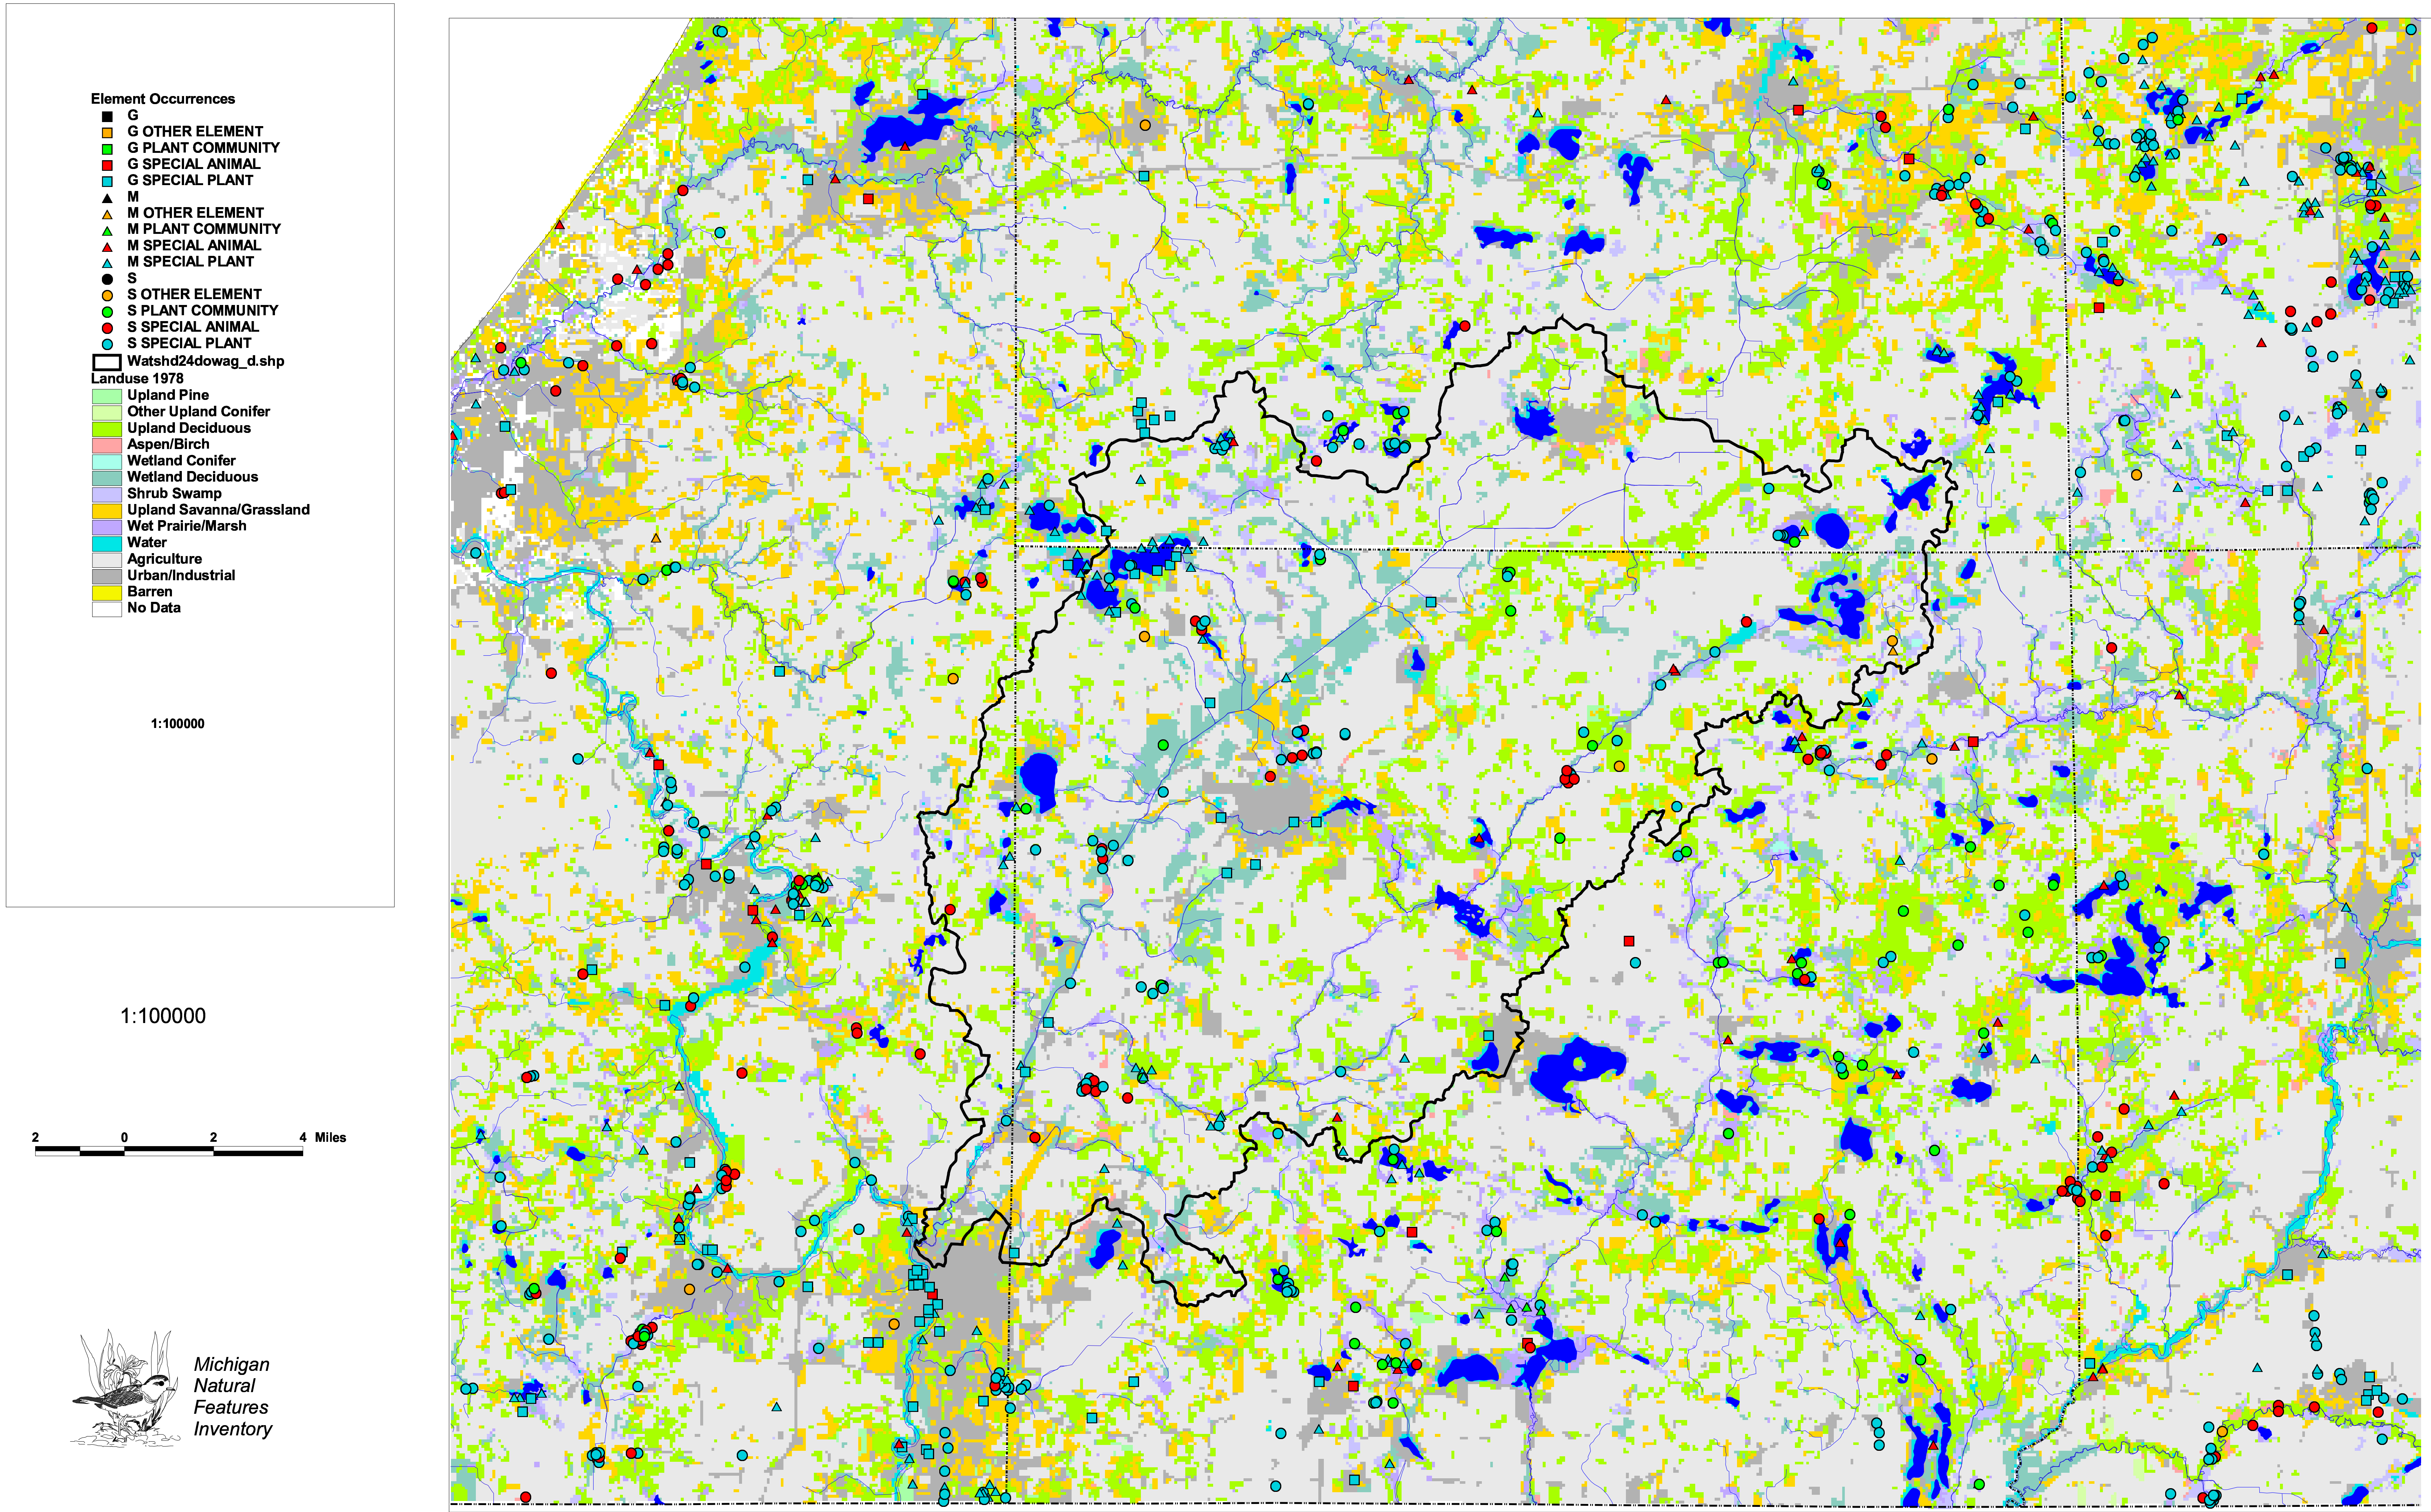 Element Occurrences
G
G OTHER ELEMENT
G PLANT COMMUNITY
G SPECIAL ANIMAL
G SPECIAL PLANT
M
M OTHER ELEMENT
M PLANT COMMUNITY
M SPECIAL ANIMAL
M SPECIAL PLANT
S
S OTHER ELEMENT
S PLANT COMMUNITY
S SPECIAL ANIMAL
S SPECIAL PLANT
Watshd24dowag_d.shp
Landuse 1978
Upland Pine
Other Upland Conifer
Upland Deciduous
Aspen/Birch
Wetland Conifer
Wetland Deciduous
Shrub Swamp
Upland Savanna/Grassland
Wet Prairie/Marsh
Water
Agriculture
Urban/Industrial
Barren
No Data
1:100000
1:100000
2 0 2 4 Miles
Michigan
Natural
Features
Inventory